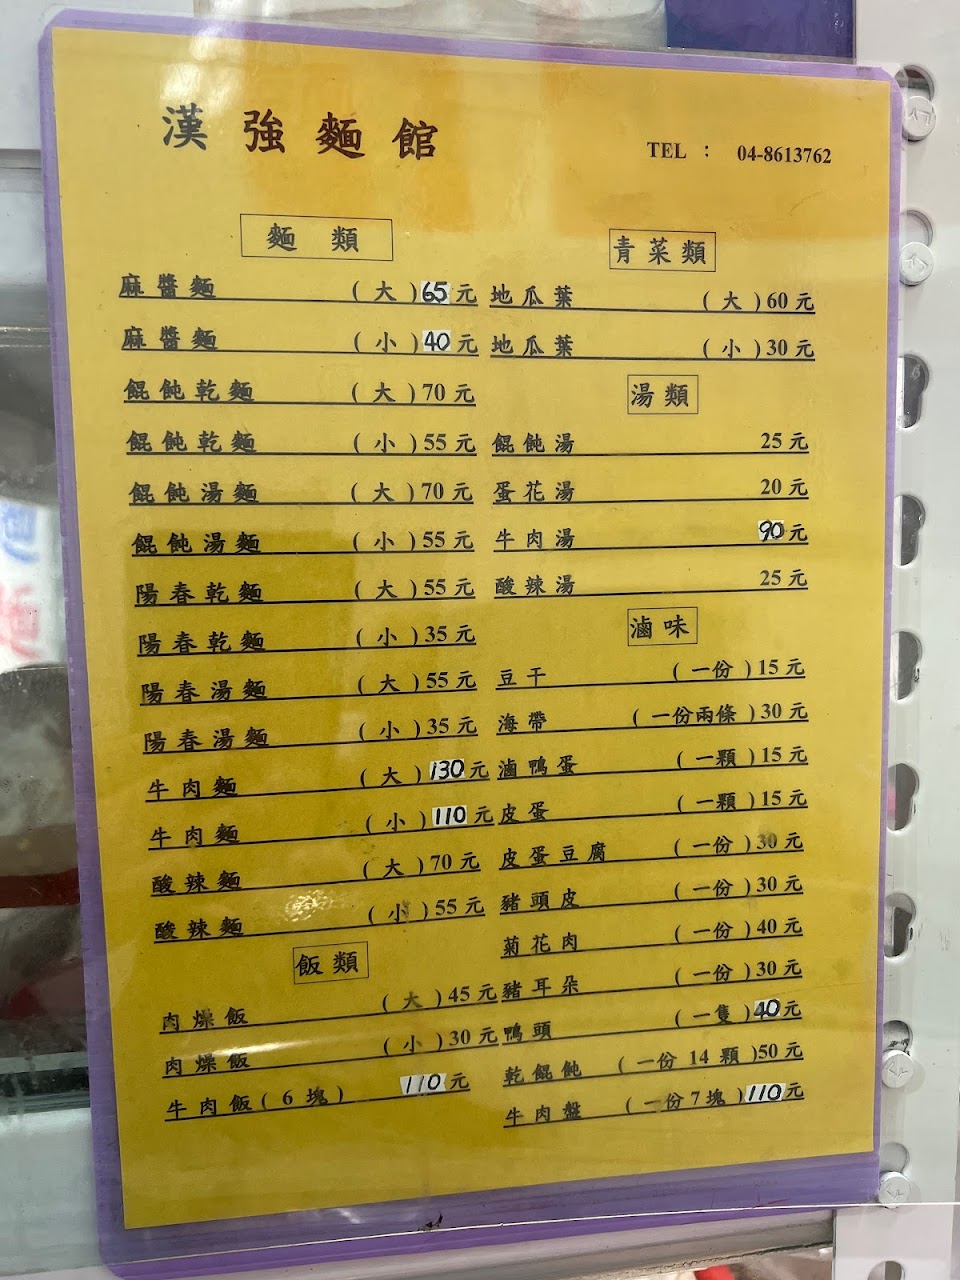 漢強麵館
TEL : 04-8613762
麵類
麻醬麵 (大)65元
麻醬麵 (小)40元
餛飩乾麵 (大)70元
餛飩乾麵 (小)55元
餛飩湯麵 (大)70元
餛飩湯麵 (小)55元
陽春乾麵 (大)55元
陽春乾麵 (小)35元
陽春湯麵 (大)55元
陽春湯麵 (小)35元
牛肉麵 (大)130元
牛肉麵 (小)110元
酸辣麵 (大)70元
酸辣麵 (小)55元
飯類
肉燥飯 (大)45元
肉燥飯 (小)30元
牛肉飯(6塊) 110元
青菜類
地瓜葉 (大)60元
地瓜葉 (小)30元
湯類
餛飩湯 25元
蛋花湯 20元
牛肉湯 90元
酸辣湯 25元
滷味
豆干 (一份)15元
海帶 (一份兩條)30元
滷鴨蛋 (一顆)15元
皮蛋 (一顆)15元
皮蛋豆腐 (一份)30元
豬頭皮 (一份)30元
菊花肉 (一份)40元
豬耳朵 (一份)30元
鴨頭 (一隻)40元
乾餛飩 (一份14顆)50元
牛肉盤 (一份7塊)110元